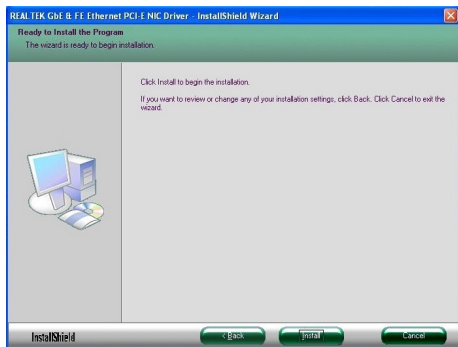 REALTEK GbE & FE Ethernet PCI-E NIC Driver - InstallShield Wizard
Ready to Install the Program
The wizard is ready to begin installation.
Click Install to begin the installation.
If you want to review or change any of your installation settings, click Back. Click Cancel to exit the
wizard.
InstallShield
< Back
Install
Cancel